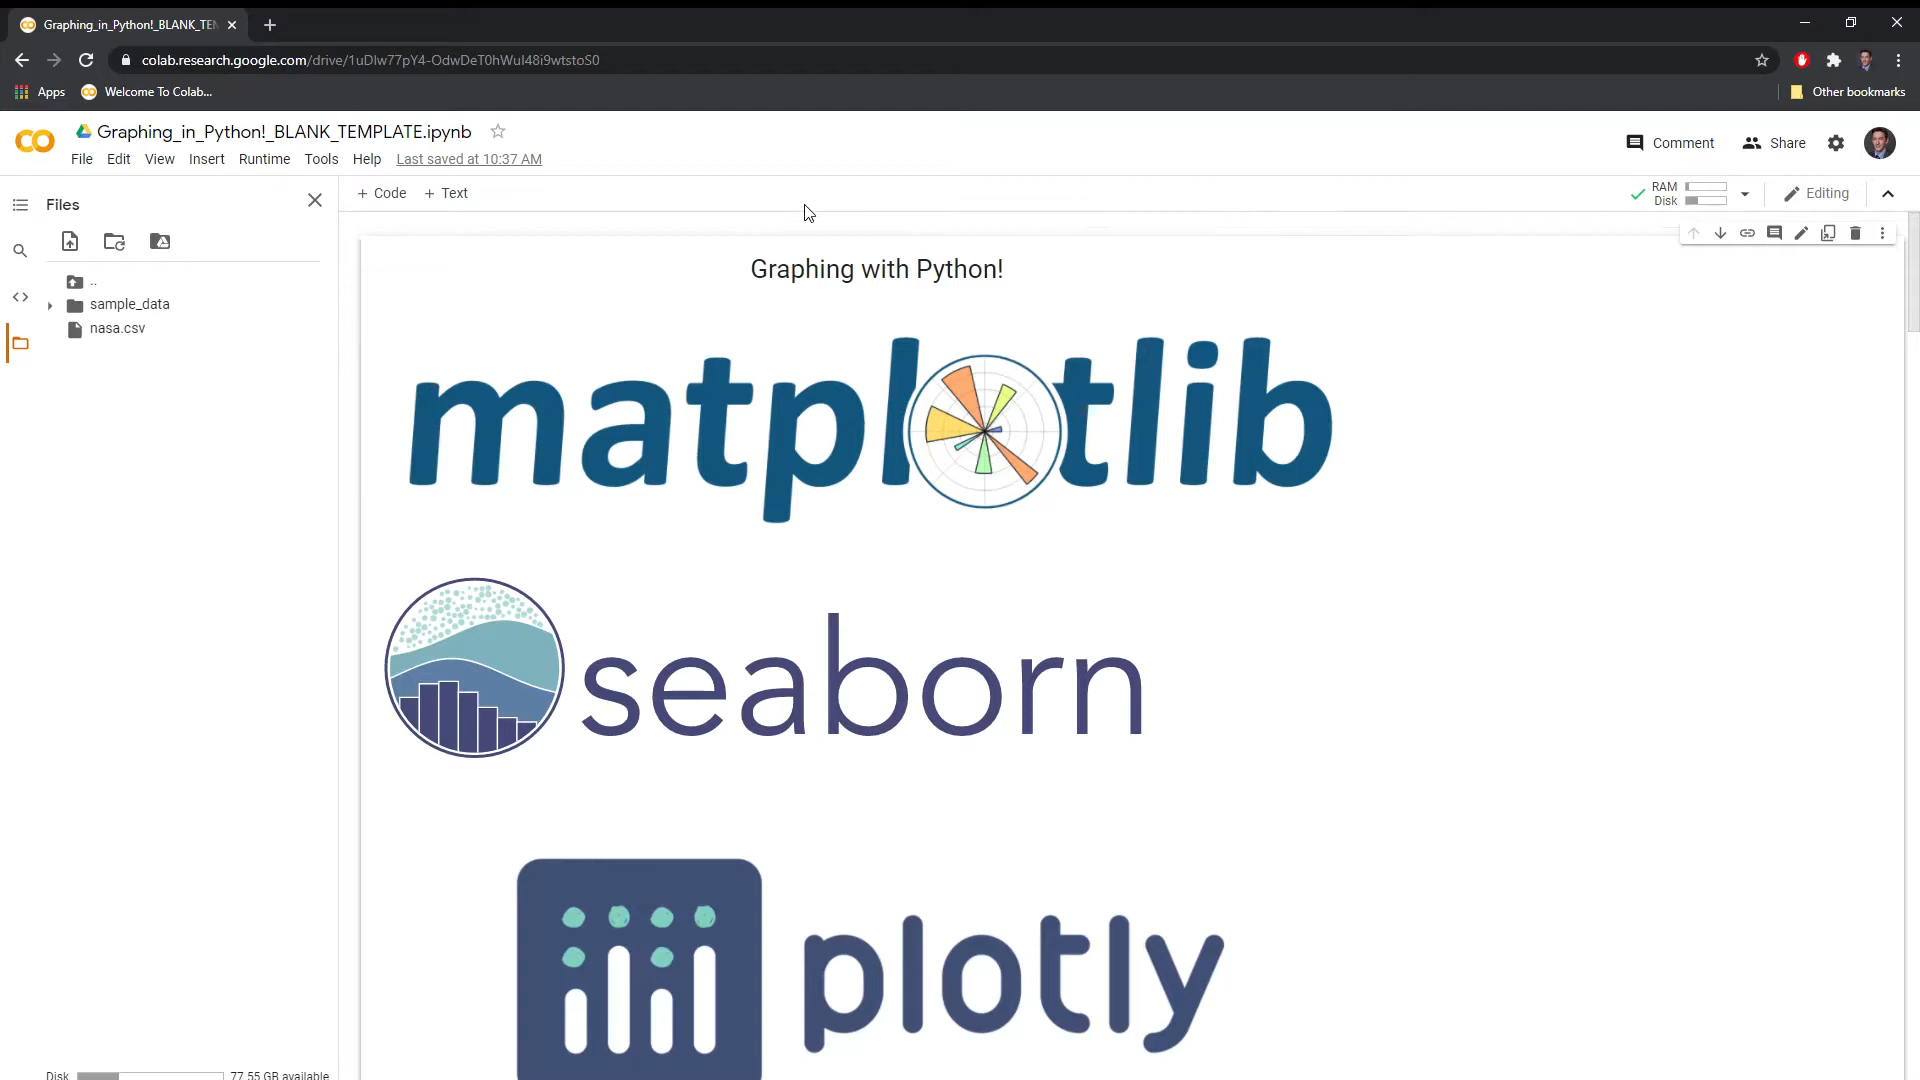 Graphing_in_Python!_BLANK_TEN
colab.research.google.com/drive/1uDlw77pY4-OdwDeT0hWuI48i9wtstoS0
Apps
Welcome To Colab...
Other bookmarks
Graphing_in_Python!_BLANK_TEMPLATE.ipynb
File Edit View Insert Runtime Tools Help Last saved at 10:37 AM
Comment
Share
Files
+ Code + Text
RAM
Disk
Editing
..
sample_data
nasa.csv
Graphing with Python!
matplotlib
seaborn
plotly
Disk 77.55 GB available